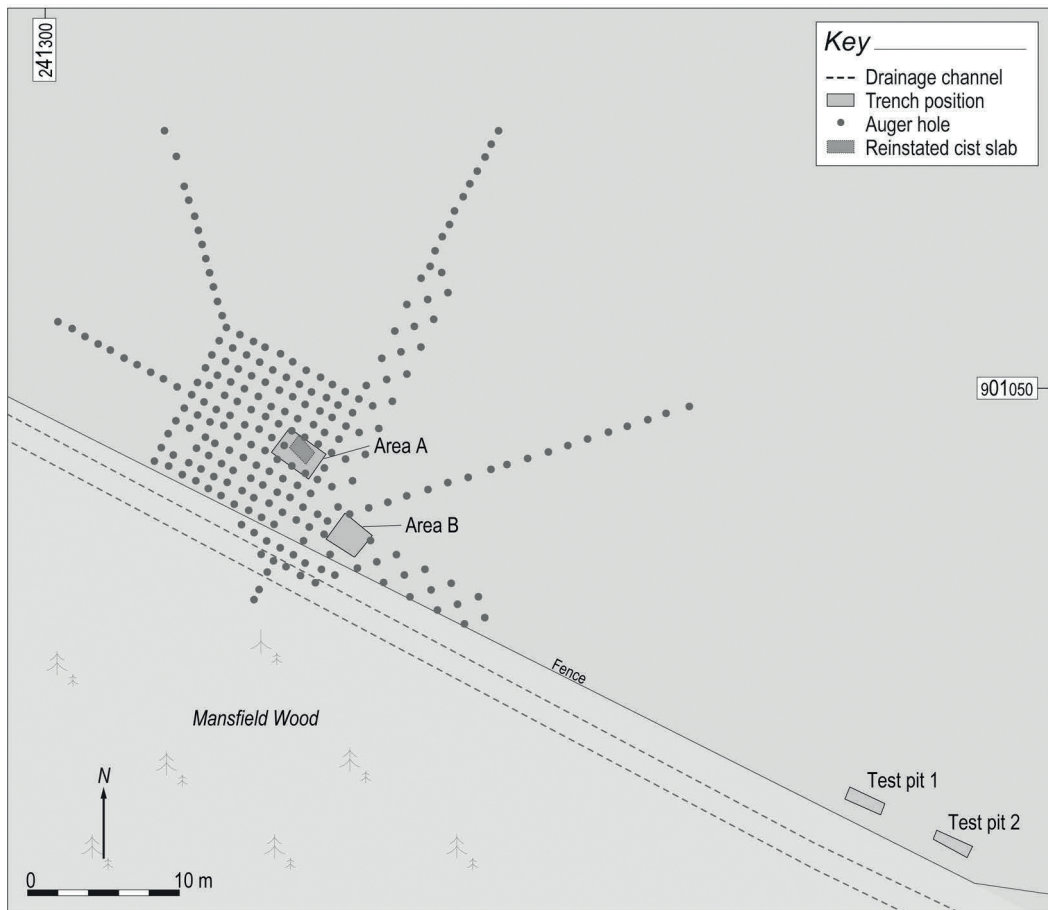 241300
Key
Drainage channel
Trench position
Auger hole
Reinstated cist slab
901050
Area A
Area B
Fence
Mansfield Wood
Test pit 1
Test pit 2
N
0 10 m